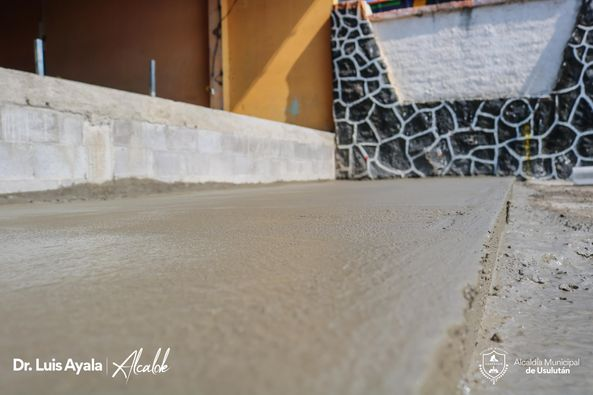 Dr. Luis Ayala | Alcalde
Alcaldía Municipal
de Usulután